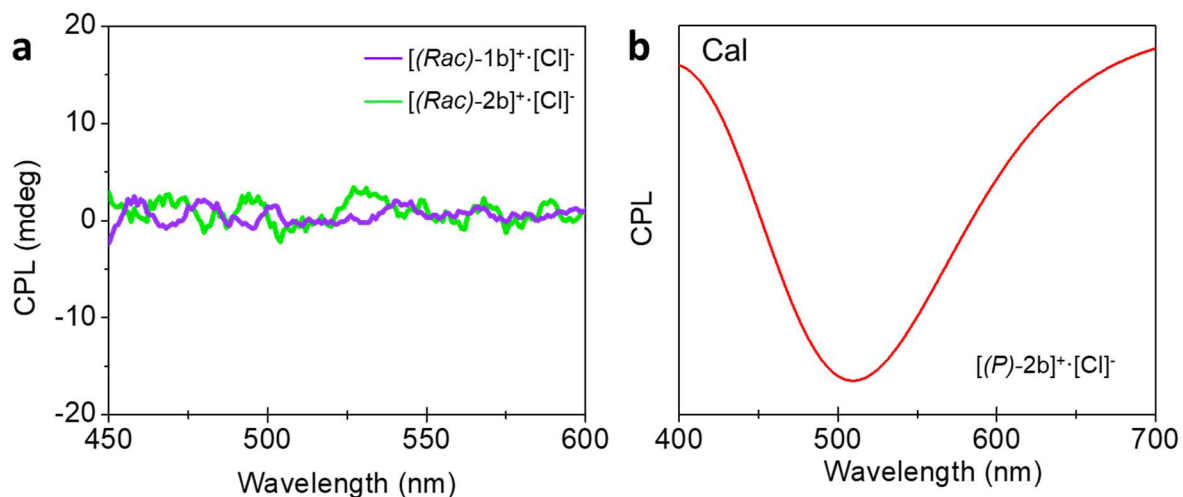 a
20
10
0
-10
-20
CPL (mdeg)
[(Rac)-1b]⁺·[Cl]⁻
[(Rac)-2b]⁺·[Cl]⁻
450 500 550 600
Wavelength (nm)
b
Cal
CPL
[(P)-2b]⁺·[Cl]⁻
400 500 600 700
Wavelength (nm)